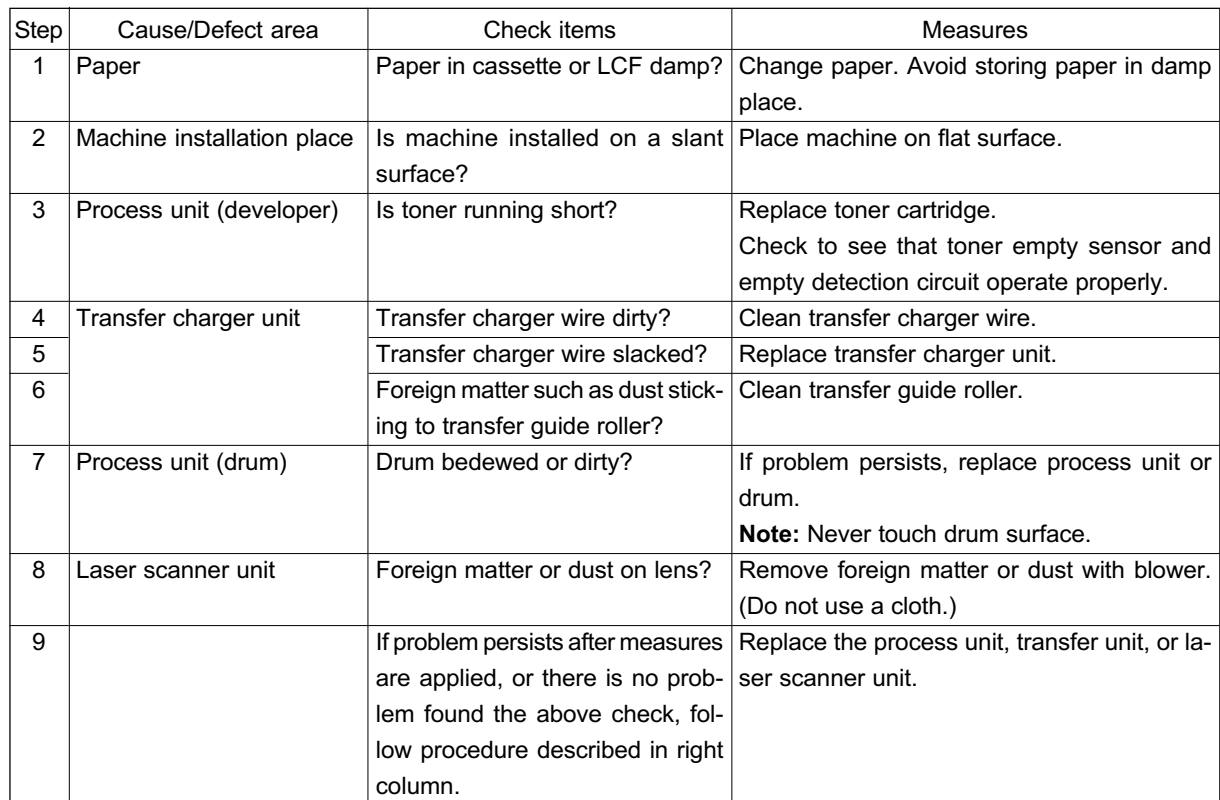 Step Cause/Defect area Check items Measures
1 Paper Paper in cassette or LCF damp? Change paper. Avoid storing paper in damp
place.
2 Machine installation place Is machine installed on a slant Place machine on flat surface.
surface?
3 Process unit (developer) Is toner running short? Replace toner cartridge.
Check to see that toner empty sensor and
empty detection circuit operate properly.
4 Transfer charger unit Transfer charger wire dirty? Clean transfer charger wire.
5 Transfer charger wire slacked? Replace transfer charger unit.
6 Foreign matter such as dust stick- Clean transfer guide roller.
ing to transfer guide roller?
7 Process unit (drum) Drum bedewed or dirty? If problem persists, replace process unit or
drum.
Note: Never touch drum surface.
8 Laser scanner unit Foreign matter or dust on lens? Remove foreign matter or dust with blower.
(Do not use a cloth.)
9 If problem persists after measures Replace the process unit, transfer unit, or la-
are applied, or there is no prob- ser scanner unit.
lem found the above check, fol-
low procedure described in right
column.